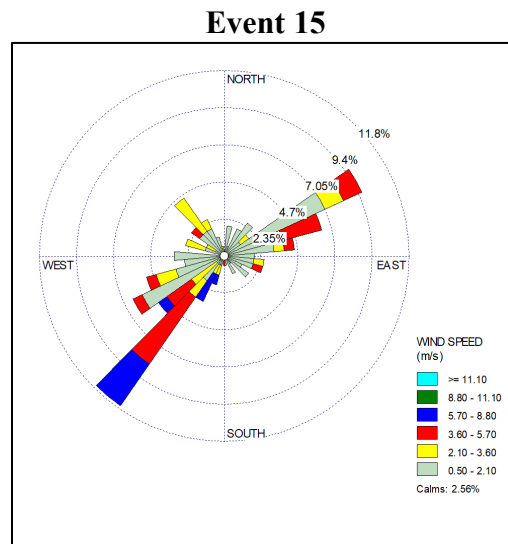 Event 15
NORTH
11.8%
9.4%
7.05%
4.7%
2.35%
WEST
EAST
SOUTH
WIND SPEED
(m/s)
>= 11.10
8.80 - 11.10
5.70 - 8.80
3.60 - 5.70
2.10 - 3.60
0.50 - 2.10
Calms: 2.56%